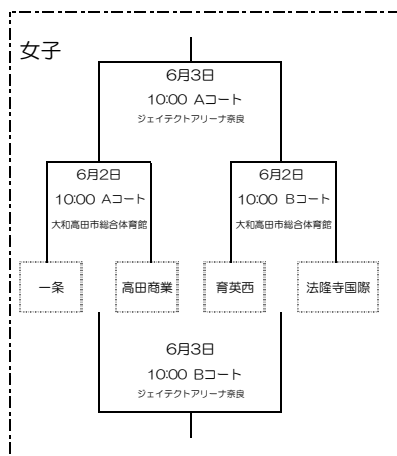 女子
6月3日
10:00 Aコート
ジェイテクトアリーナ奈良
6月2日
10:00 Aコート
大和高田市総合体育館
6月2日
10:00 Bコート
大和高田市総合体育館
一条
高田商業
育英西
法隆寺国際
6月3日
10:00 Bコート
ジェイテクトアリーナ奈良